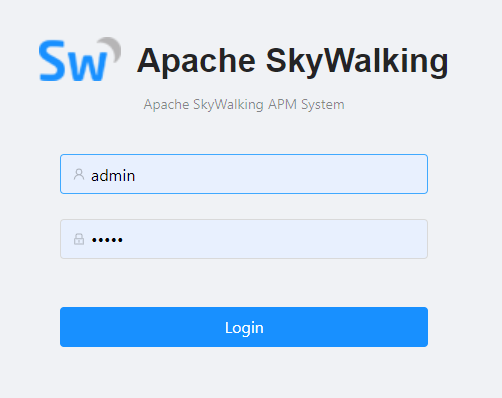 Sw Apache SkyWalking
Apache SkyWalking APM System
admin
•••••
Login